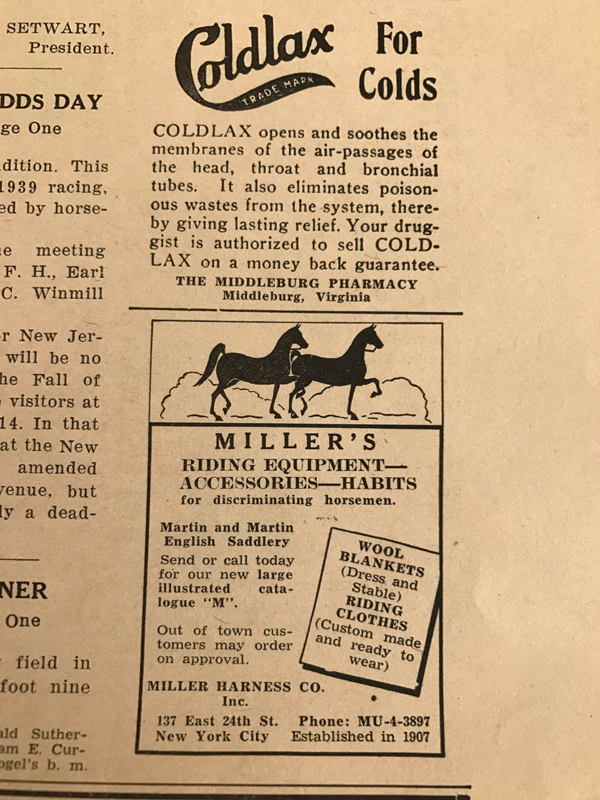 SETWART,
President.
DDS DAY
ge One
dition. This
1939 racing,
ed by horse-
e meeting
F. H., Earl
C. Winmill
r New Jer-
will be no
he Fall of
visitors at
14. In that
at the New
amended
venue, but
ly a dead-
NER
One
field in
foot nine
ald Suther-
am E. Cur-
ogel's b. m.
Coldlax For
TRADE MARK Colds
COLDLAX opens and soothes the
membranes of the air-passages of
the head, throat and bronchial
tubes. It also eliminates poison-
ous wastes from the system, there-
by giving lasting relief. Your drug-
gist is authorized to sell COLD-
LAX on a money back guarantee.
THE MIDDLEBURG PHARMACY
Middleburg, Virginia
MILLER'S
RIDING EQUIPMENT—
ACCESSORIES—HABITS
for discriminating horsemen.
Martin and Martin
English Saddlery
Send or call today
for our new large
illustrated cata-
logue "M".
Out of town cus-
tomers may order
on approval.
WOOL
BLANKETS
(Dress and
Stable)
RIDING
CLOTHES
(Custom made
and ready to
wear)
MILLER HARNESS CO.
Inc.
137 East 24th St. Phone: MU-4-3897
New York City Established in 1907